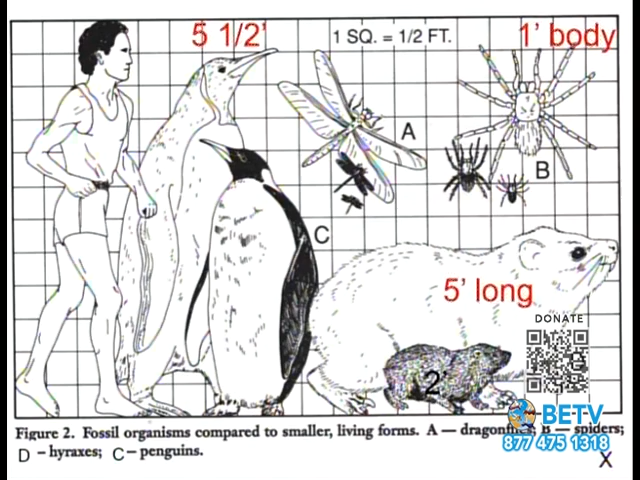 5 1/2'
1 SQ. = 1/2 FT.
1' body
A
B
C
5' long
2'
DONATE
BETV
Figure 2. Fossil organisms compared to smaller, living forms. A — dragonflies; B — spiders;
877 475 1318
D – hyraxes; C – penguins.
X